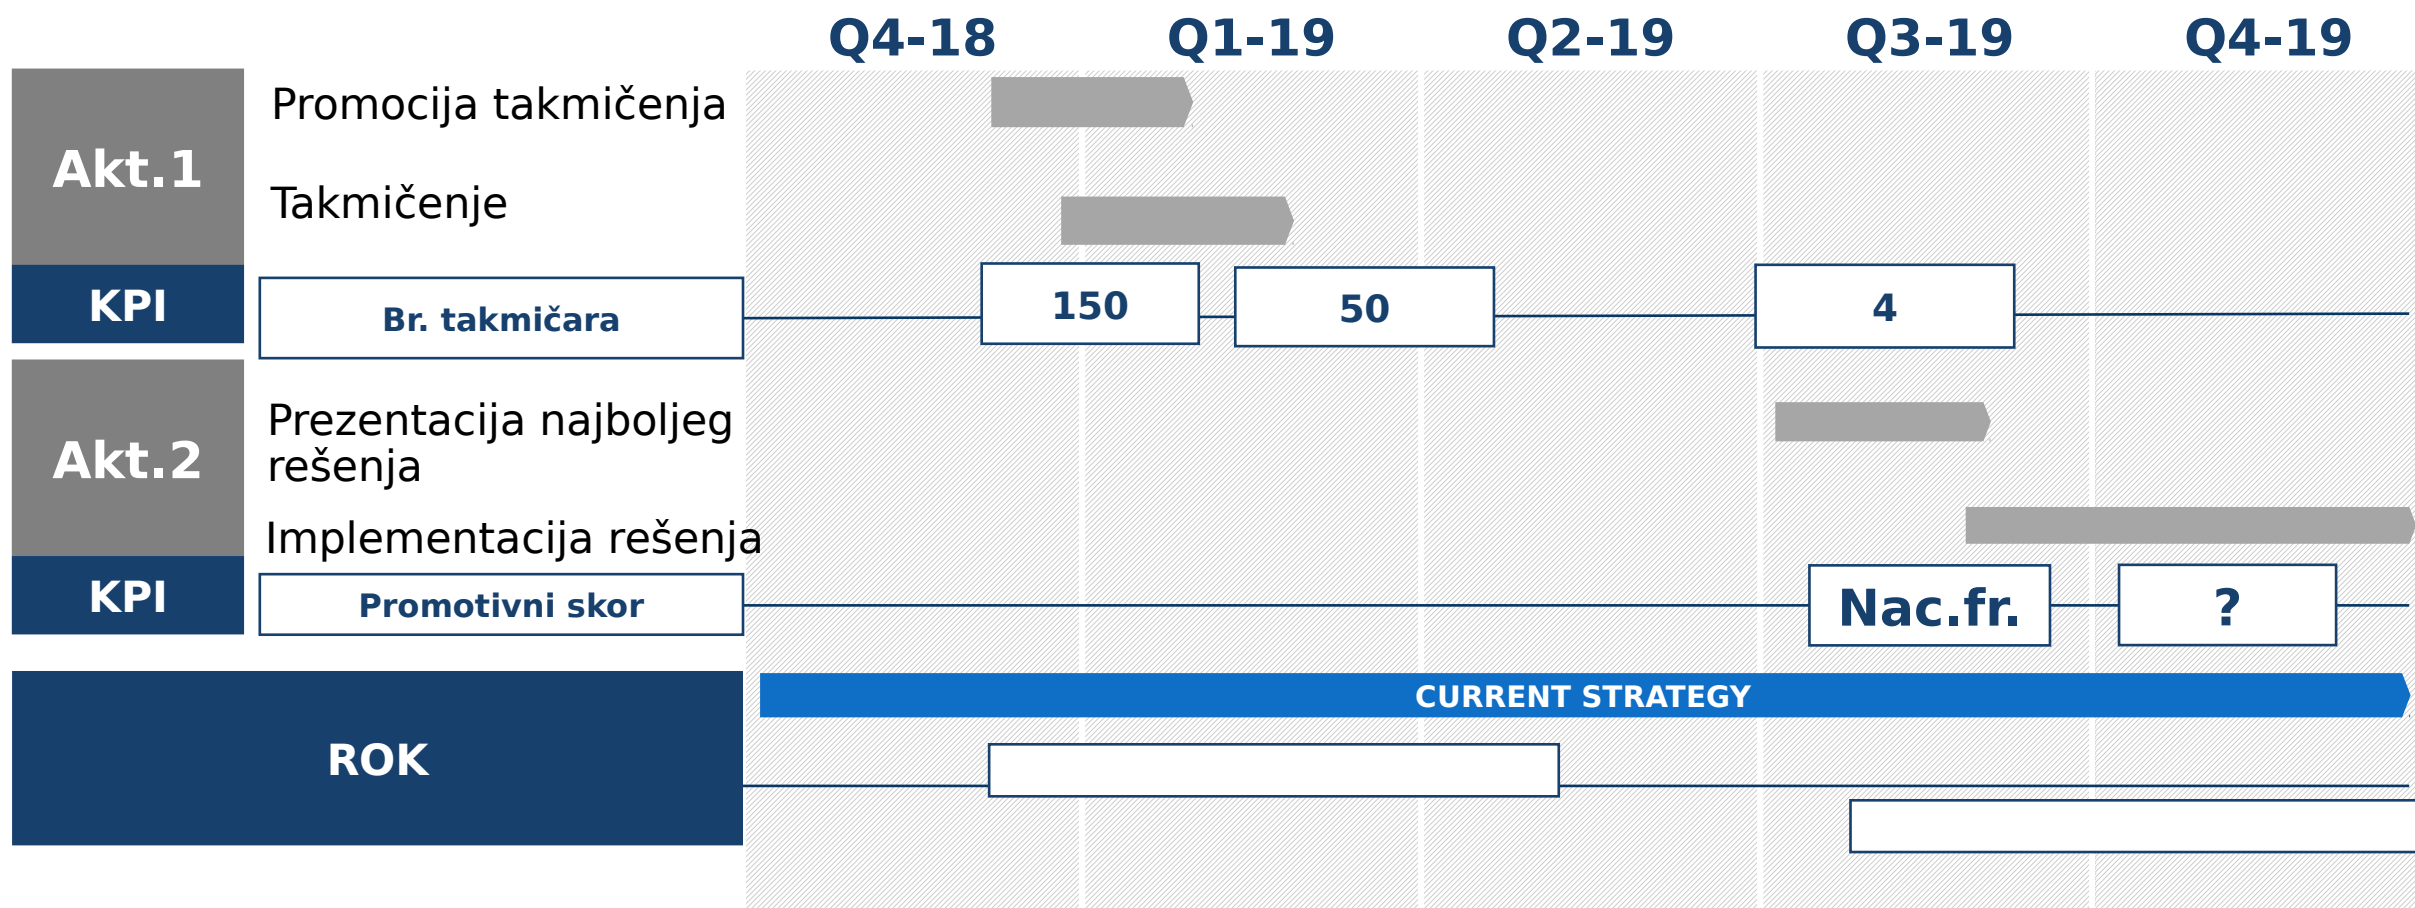 Q4-18 Q1-19 Q2-19 Q3-19 Q4-19
Akt.1
Promocija takmičenja
Takmičenje
KPI
Br. takmičara
150 50 4
Akt.2
Prezentacija najboljeg
rešenja
Implementacija rešenja
KPI
Promotivni skor
Nac.fr. ?
CURRENT STRATEGY
ROK